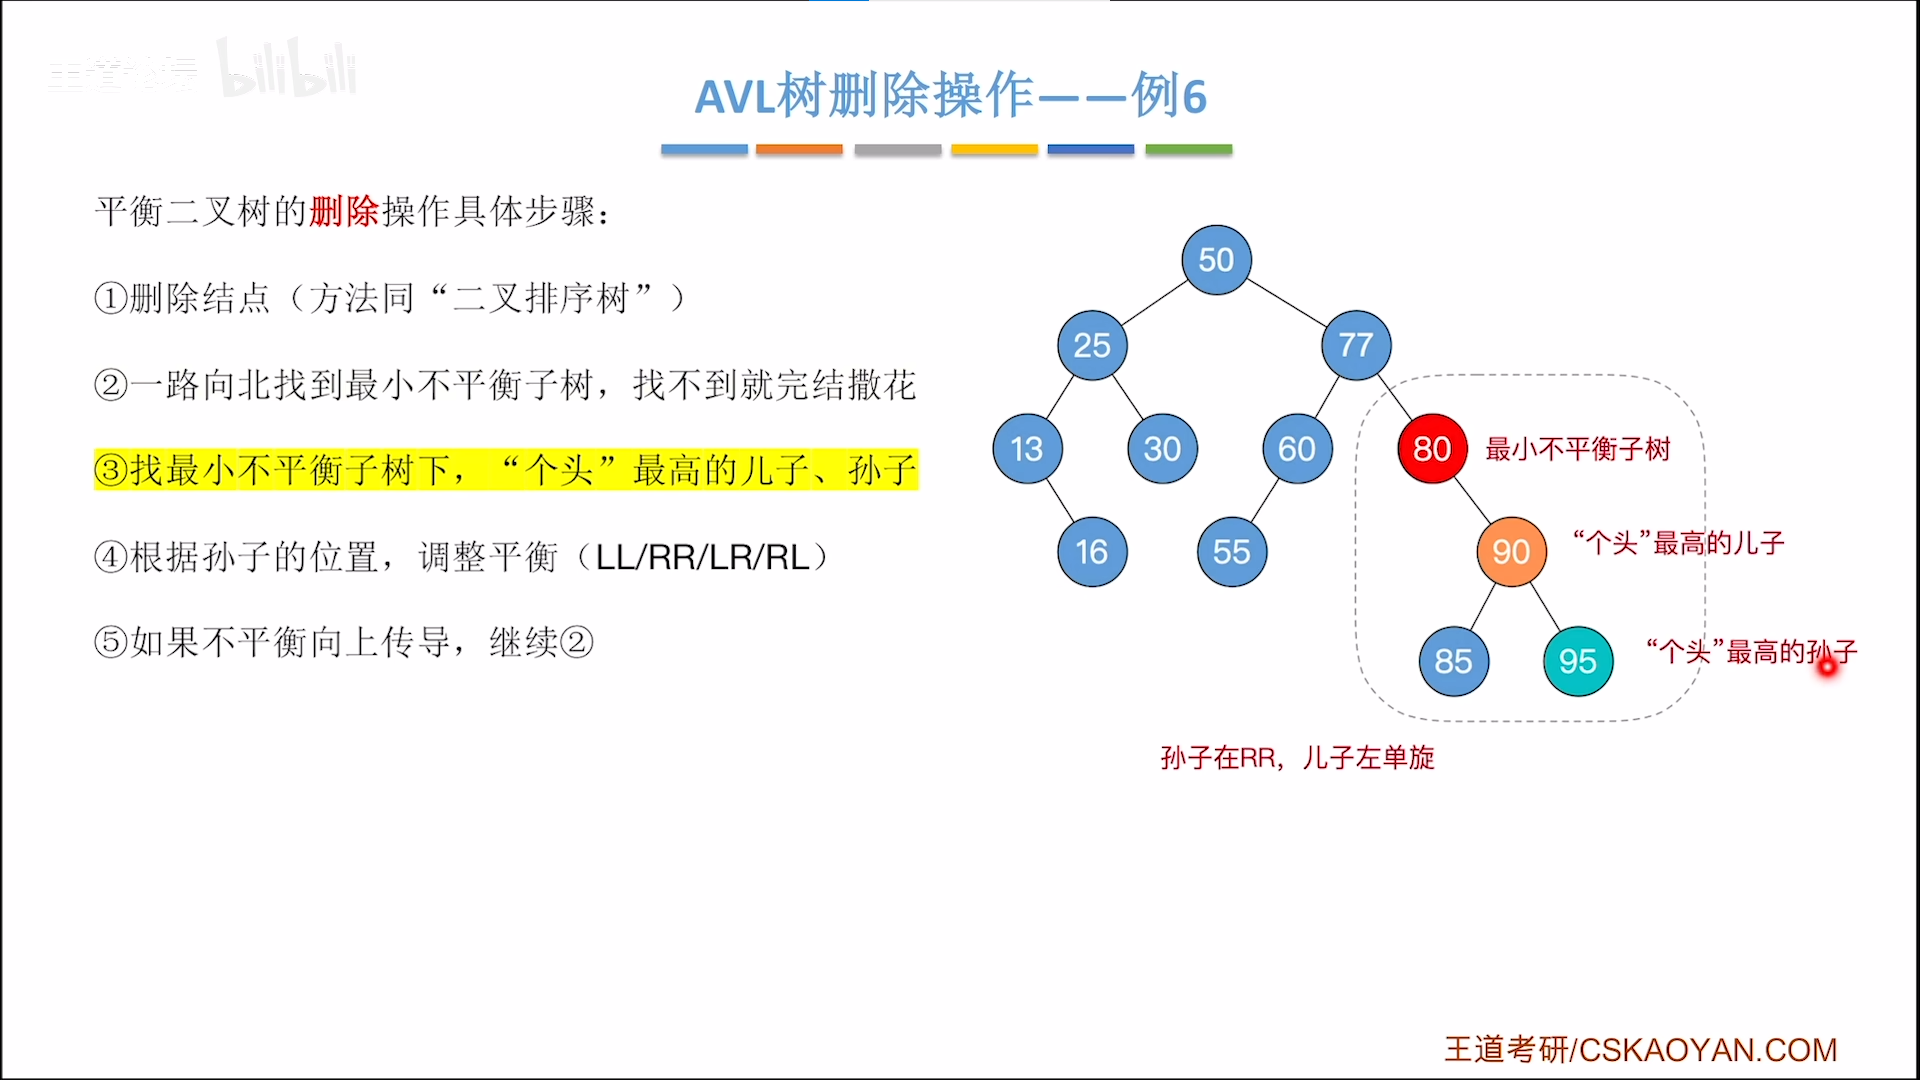 王道论坛 bilibili
AVL树删除操作——例6
平衡二叉树的删除操作具体步骤：
①删除结点（方法同“二叉排序树”）
②一路向北找到最小不平衡子树，找不到就完结撒花
③找最小不平衡子树下，“个头”最高的儿子、孙子
④根据孙子的位置，调整平衡（LL/RR/LR/RL）
⑤如果不平衡向上传导，继续②
50
25
77
13
30
60
80
最小不平衡子树
16
55
90
“个头”最高的儿子
85
95
“个头”最高的孙子
孙子在RR，儿子左单旋
王道考研/CSKAOYAN.COM